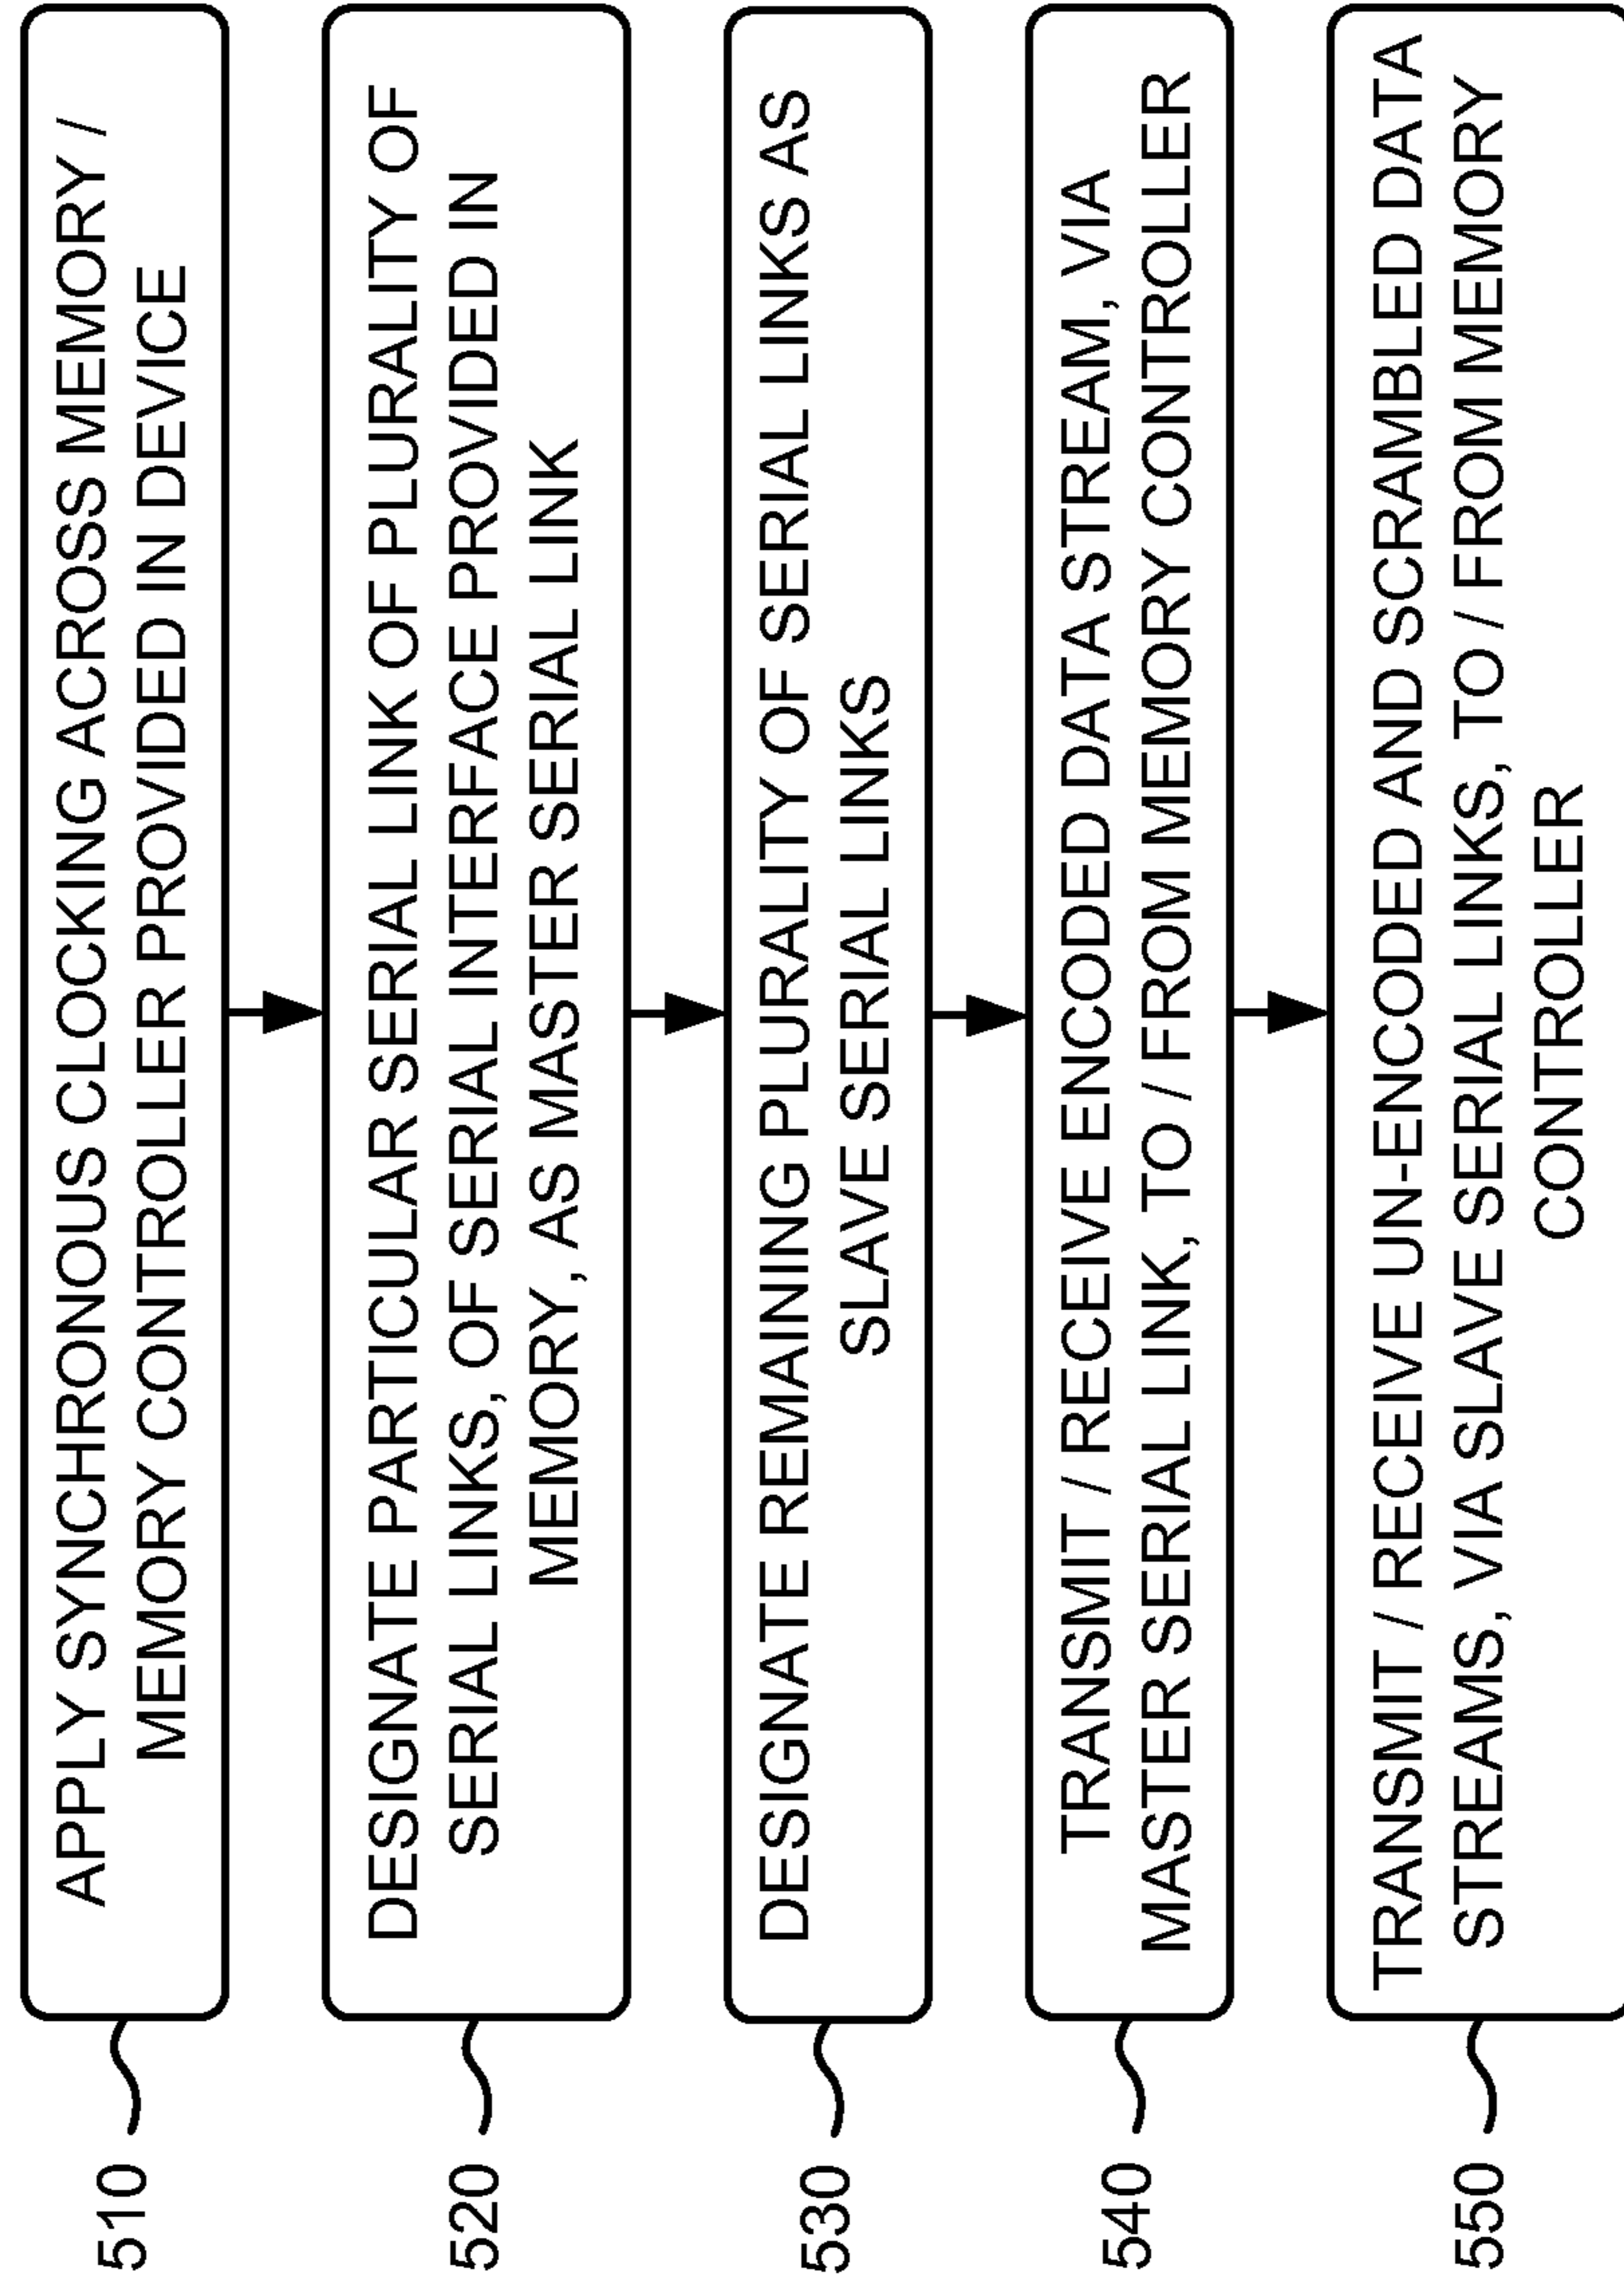 510
APPLY SYNCHRONOUS CLOCKING ACROSS MEMORY /
MEMORY CONTROLLER PROVIDED IN DEVICE
520
DESIGNATE PARTICULAR SERIAL LINK OF PLURALITY OF
SERIAL LINKS, OF SERIAL INTERFACE PROVIDED IN
MEMORY, AS MASTER SERIAL LINK
530
DESIGNATE REMAINING PLURALITY OF SERIAL LINKS AS
SLAVE SERIAL LINKS
540
TRANSMIT / RECEIVE ENCODED DATA STREAM, VIA
MASTER SERIAL LINK, TO / FROM MEMORY CONTROLLER
550
TRANSMIT / RECEIVE UN-ENCODED AND SCRAMBLED DATA
STREAMS, VIA SLAVE SERIAL LINKS, TO / FROM MEMORY
CONTROLLER